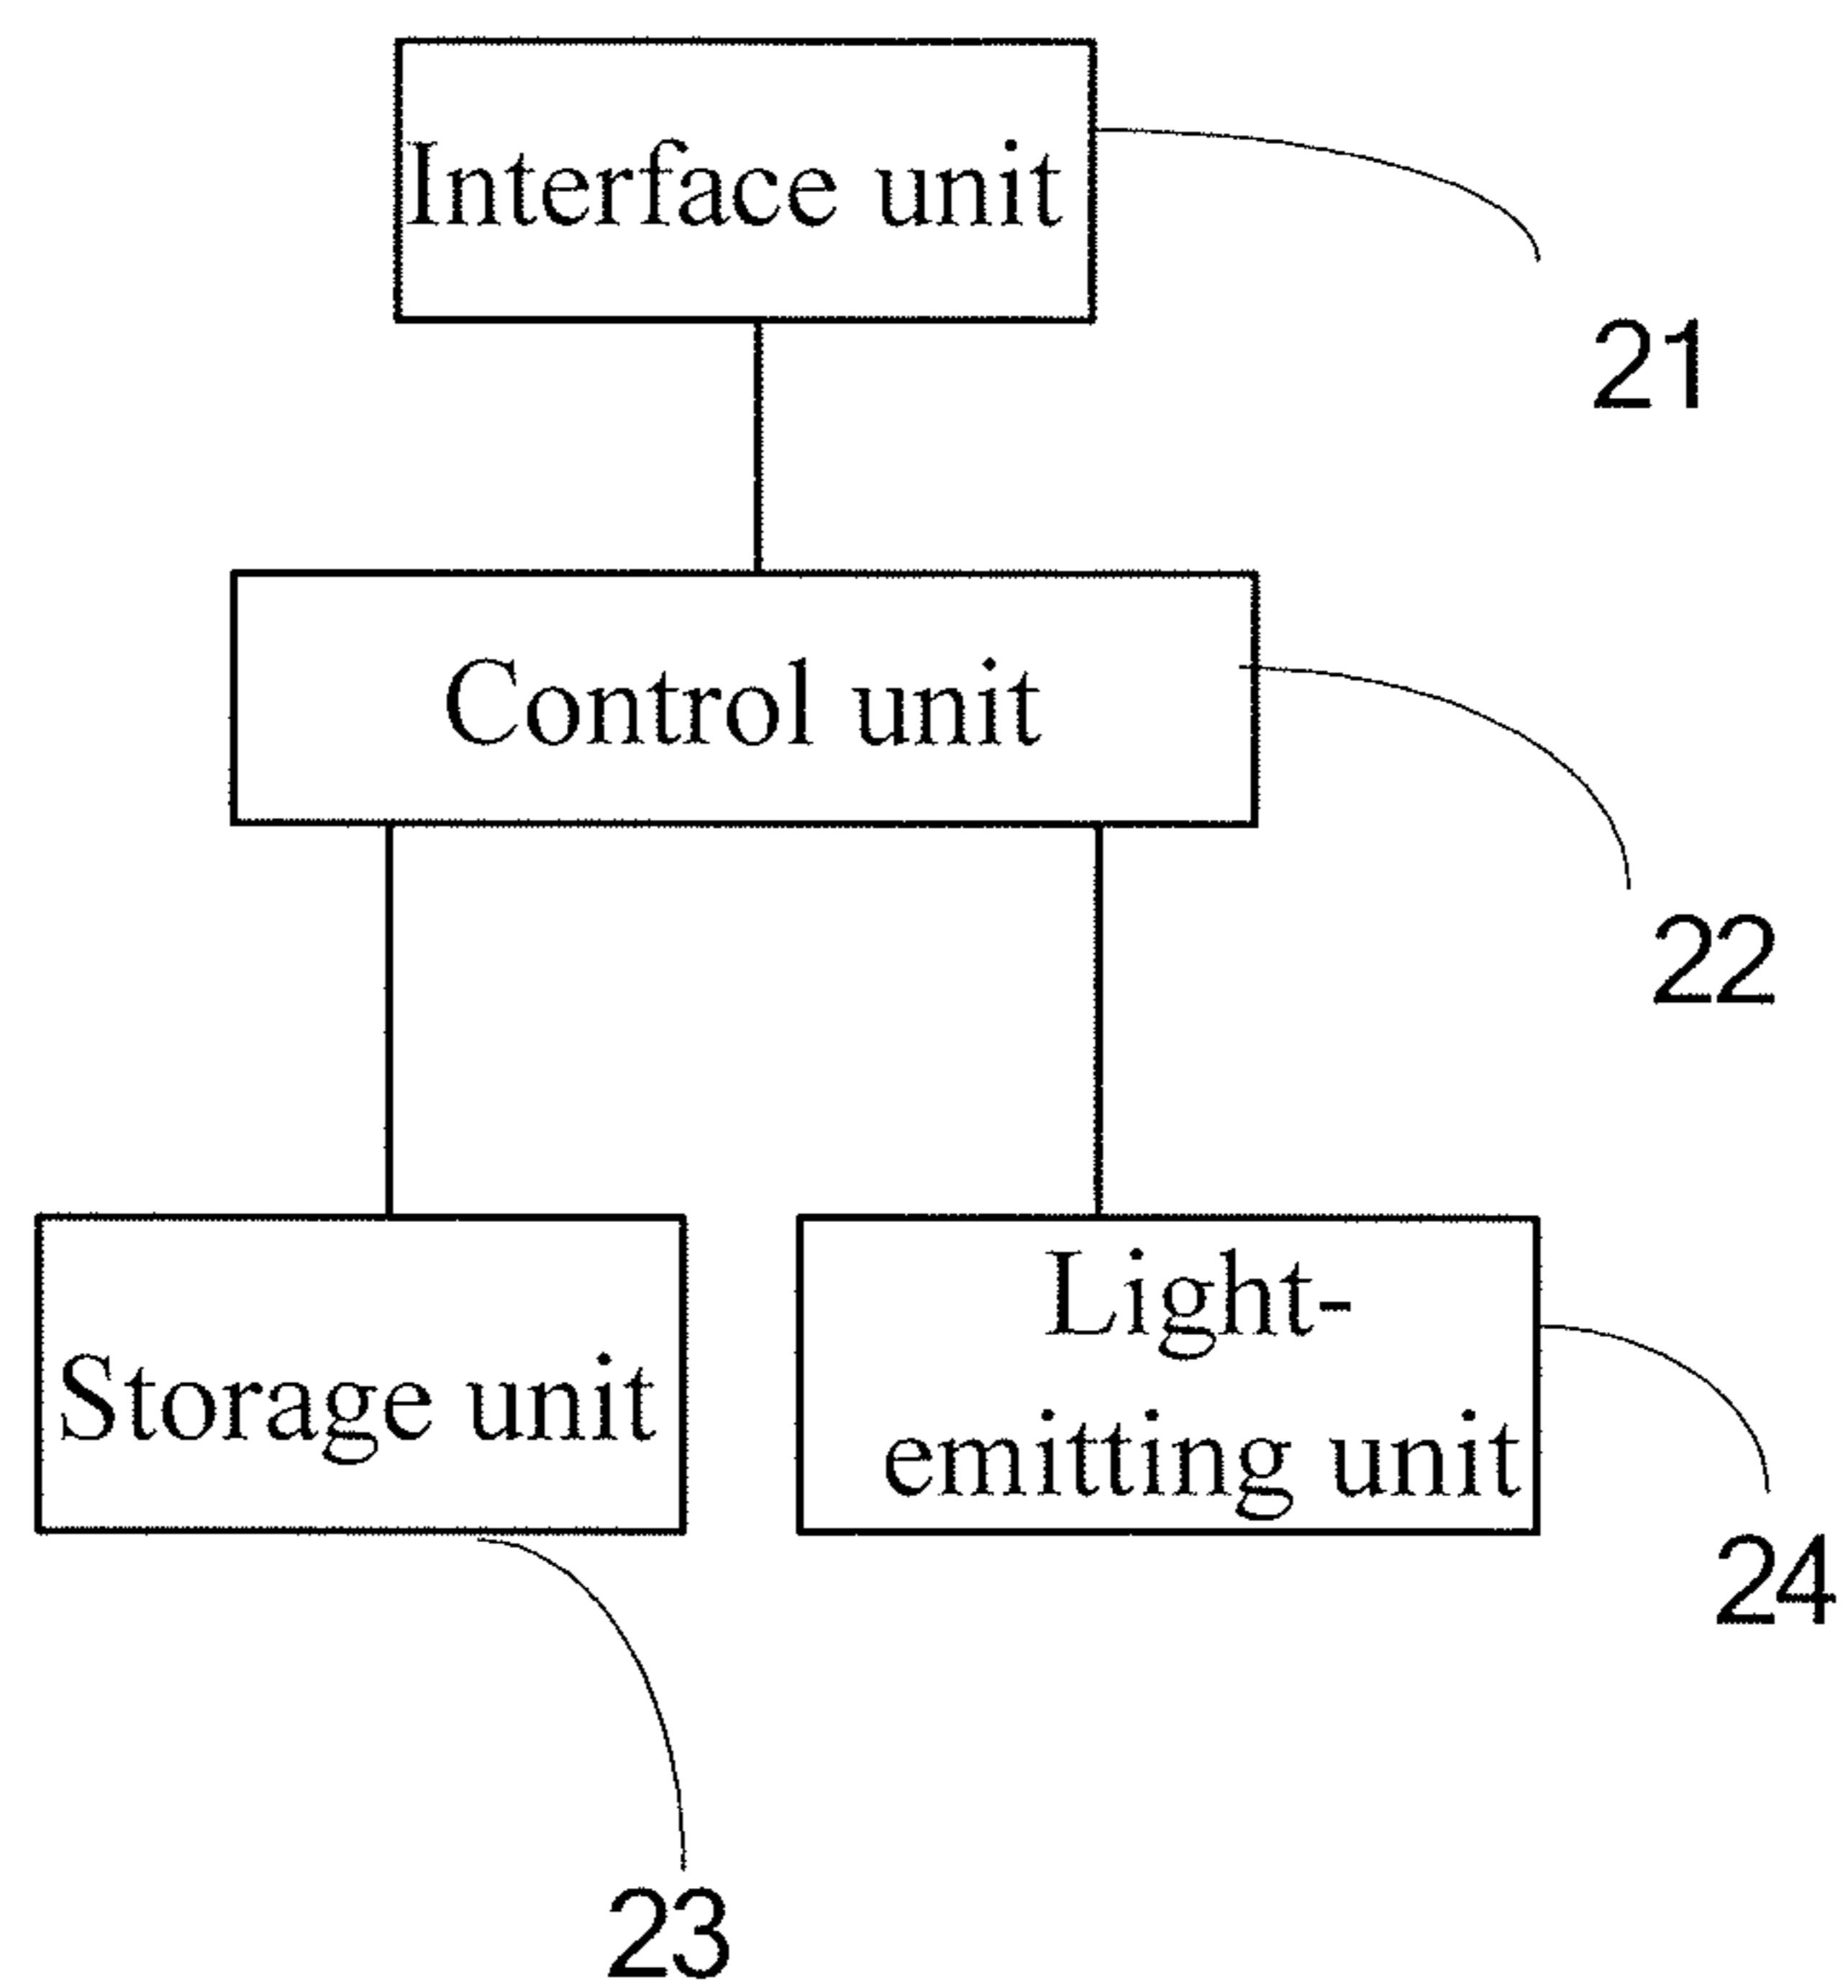 Interface unit
21
Control unit
22
Storage unit
Light-
emitting unit
24
23